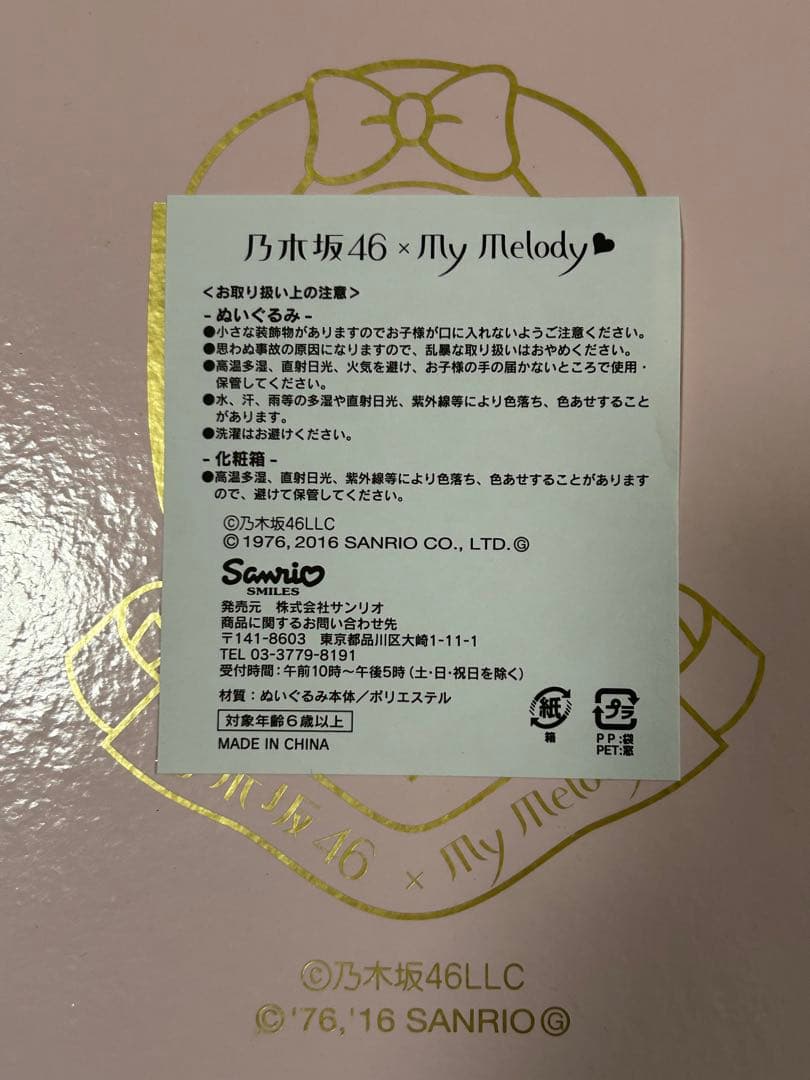 乃木坂46 × My Melody♥
＜お取り扱い上の注意＞
- ぬいぐるみ -
●小さな装飾物がありますのでお子様が口に入れないようご注意ください。
●思わぬ事故の原因になりますので、乱暴な取り扱いはおやめください。
●高温多湿、直射日光、火気を避け、お子様の手の届かないところで使用・
保管してください。
●水、汗、雨等の多湿や直射日光、紫外線等により色落ち、色あせすること
があります。
●洗濯はお避けください。
- 化粧箱 -
●高温多湿、直射日光、紫外線等により色落ち、色あせすることがあります
ので、避けて保管してください。
©乃木坂46LLC
© 1976, 2016 SANRIO CO., LTD. Ⓖ
Sanrio
SMILES
発売元　株式会社サンリオ
商品に関するお問い合わせ先
〒141-8603　東京都品川区大崎1-11-1
TEL 03-3779-8191
受付時間：午前10時～午後5時（土・日・祝日を除く）
材質：ぬいぐるみ本体／ポリエステル
対象年齢6歳以上
MADE IN CHINA
紙
箱
プラ
PP:袋
PET:窓
木坂46 × My Melody
©乃木坂46LLC
© '76,'16 SANRIO Ⓖ